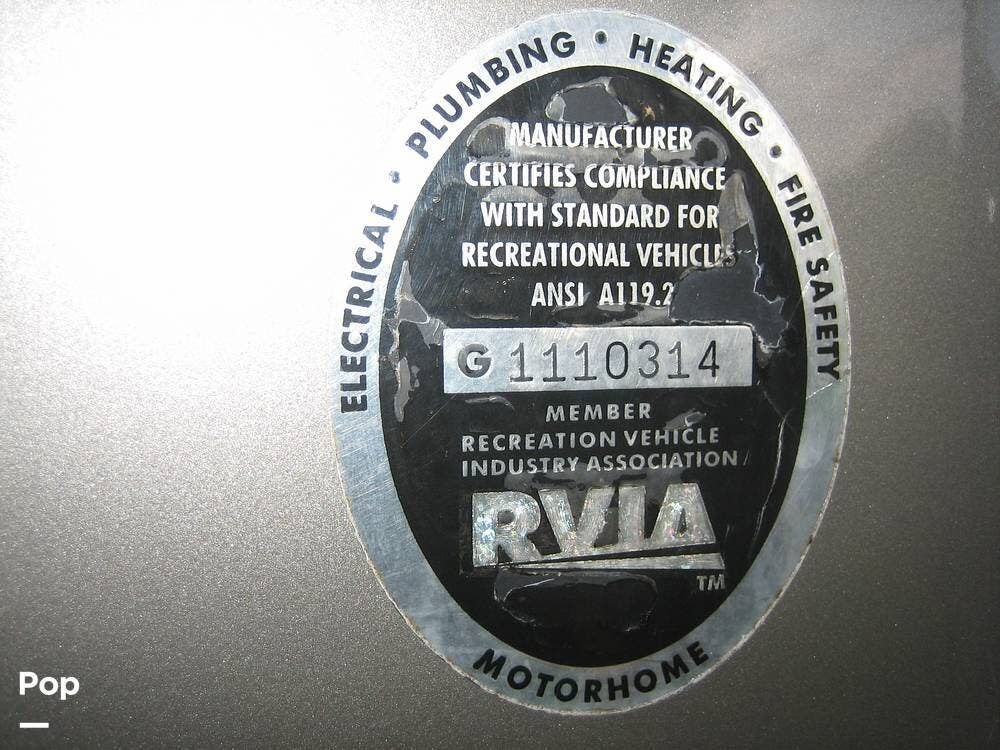 ELECTRICAL • PLUMBING • HEATING • FIRE SAFETY
MANUFACTURER
CERTIFIES COMPLIANCE
WITH STANDARD FOR
RECREATIONAL VEHICLES
ANSI A119.2
G 1110314
MEMBER
RECREATION VEHICLE
INDUSTRY ASSOCIATION
RVIA
TM
MOTORHOME
Pop